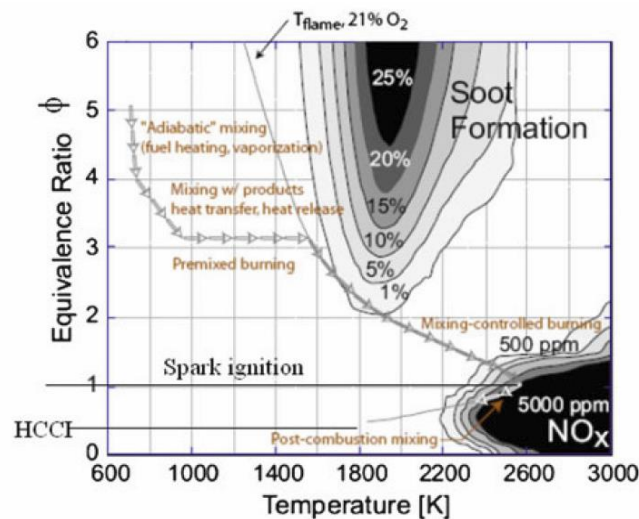 T flame, 21% O2
6
5
4
3
2
1
0
Equivalence Ratio ϕ
25%
20%
15%
10%
5%
1%
Soot
Formation
"Adiabatic" mixing
(fuel heating, vaporization)
Mixing w/ products
heat transfer, heat release
Premixed burning
Mixing-controlled burning
500 ppm
Spark ignition
5000 ppm
NOx
HCCI
Post-combustion mixing
600 1000 1400 1800 2200 2600 3000
Temperature [K]